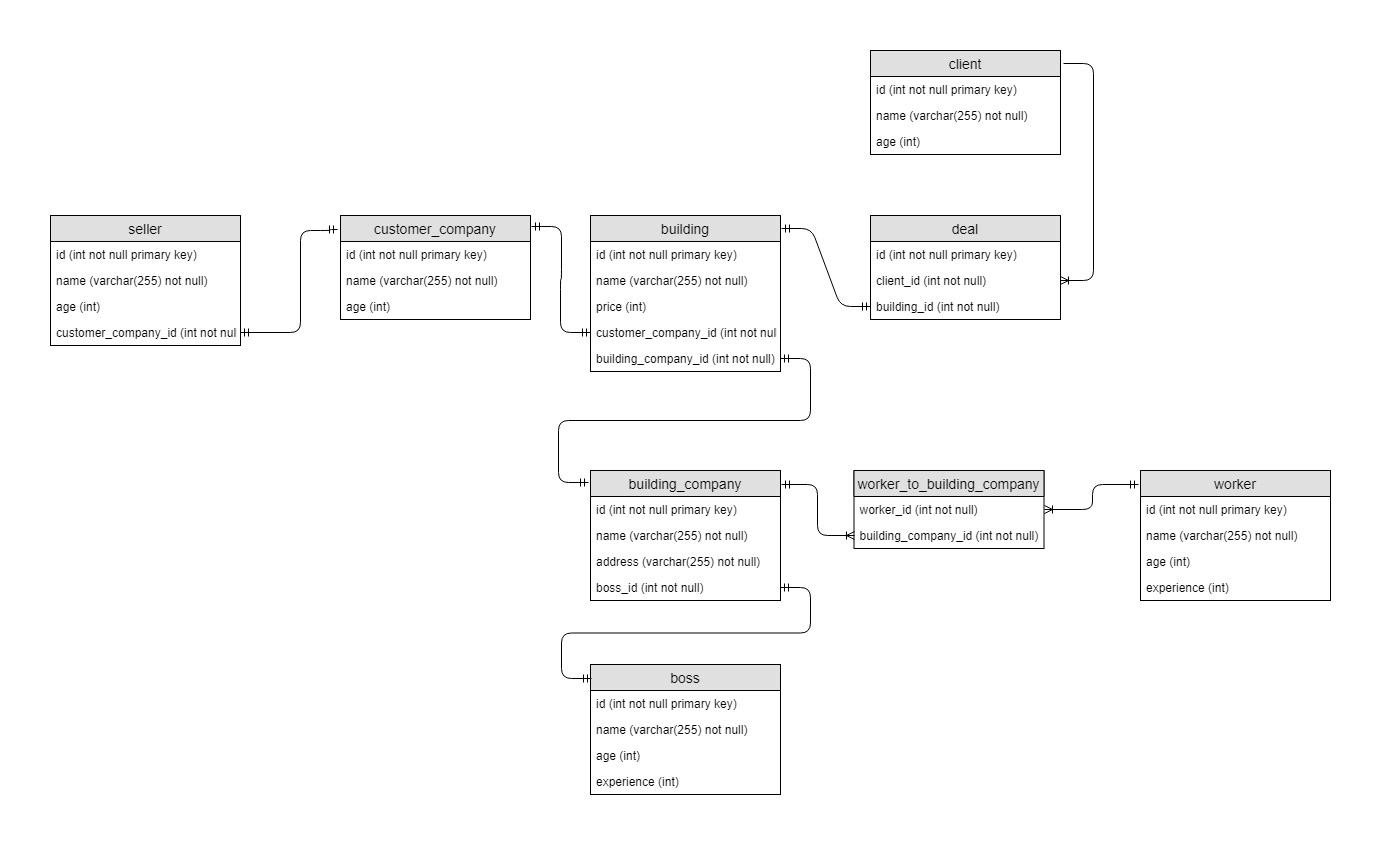 client
id (int not null primary key)
name (varchar(255) not null)
age (int)
seller
id (int not null primary key)
name (varchar(255) not null)
age (int)
customer_company_id (int not nul
customer_company
id (int not null primary key)
name (varchar(255) not null)
age (int)
building
id (int not null primary key)
name (varchar(255) not null)
price (int)
customer_company_id (int not nul
building_company_id (int not null)
deal
id (int not null primary key)
client_id (int not null)
building_id (int not null)
building_company
id (int not null primary key)
name (varchar(255) not null)
address (varchar(255) not null)
boss_id (int not null)
worker_to_building_company
worker_id (int not null)
building_company_id (int not null)
worker
id (int not null primary key)
name (varchar(255) not null)
age (int)
experience (int)
boss
id (int not null primary key)
name (varchar(255) not null)
age (int)
experience (int)